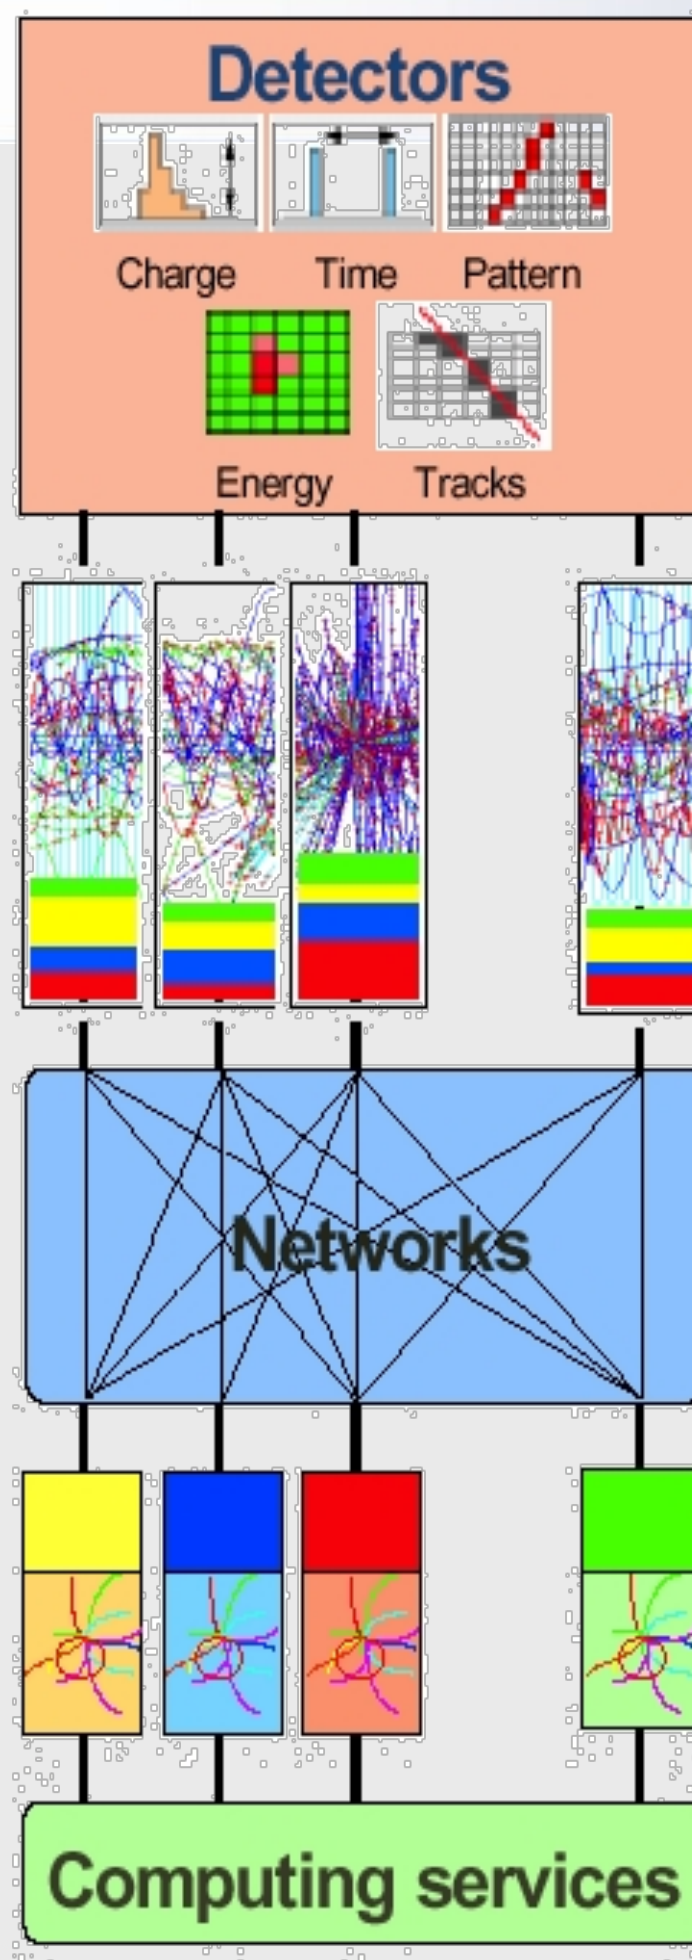 Detectors
Charge Time Pattern
Energy Tracks
Networks
Computing services